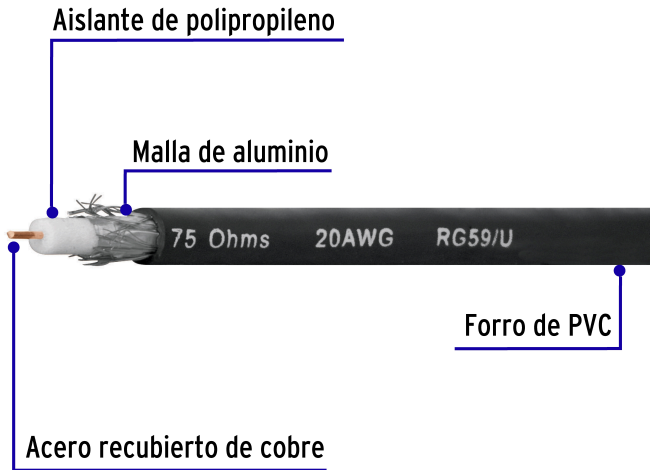 Aislante de polipropileno
Malla de aluminio
75 Ohms 20AWG RG59/U
Forro de PVC
Acero recubierto de cobre